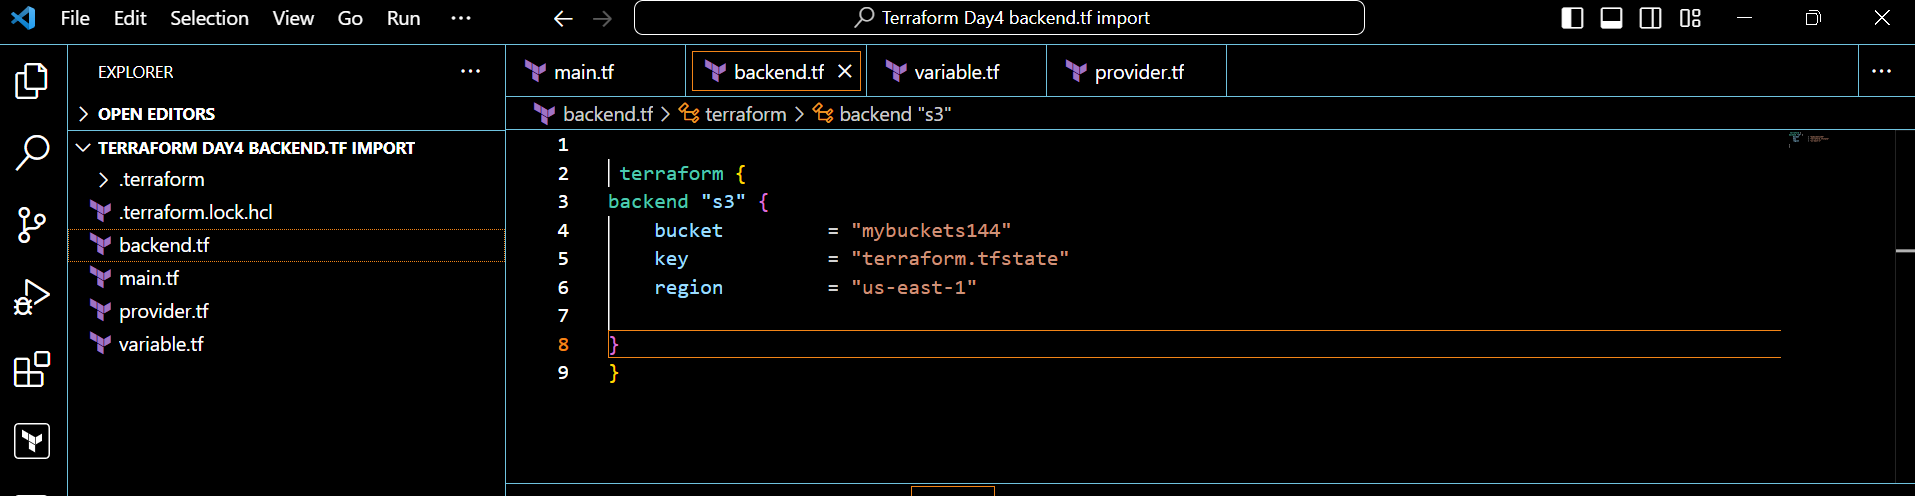 File Edit Selection View Go Run ··· Terraform Day4 backend.tf import
EXPLORER ···
OPEN EDITORS
TERRAFORM DAY4 BACKEND.TF IMPORT
.terraform
.terraform.lock.hcl
backend.tf
main.tf
provider.tf
variable.tf
main.tf backend.tf variable.tf provider.tf ···
backend.tf > terraform > backend "s3"
1
2 terraform {
3 backend "s3" {
4 bucket = "mybuckets144"
5 key = "terraform.tfstate"
6 region = "us-east-1"
7
8 }
9 }